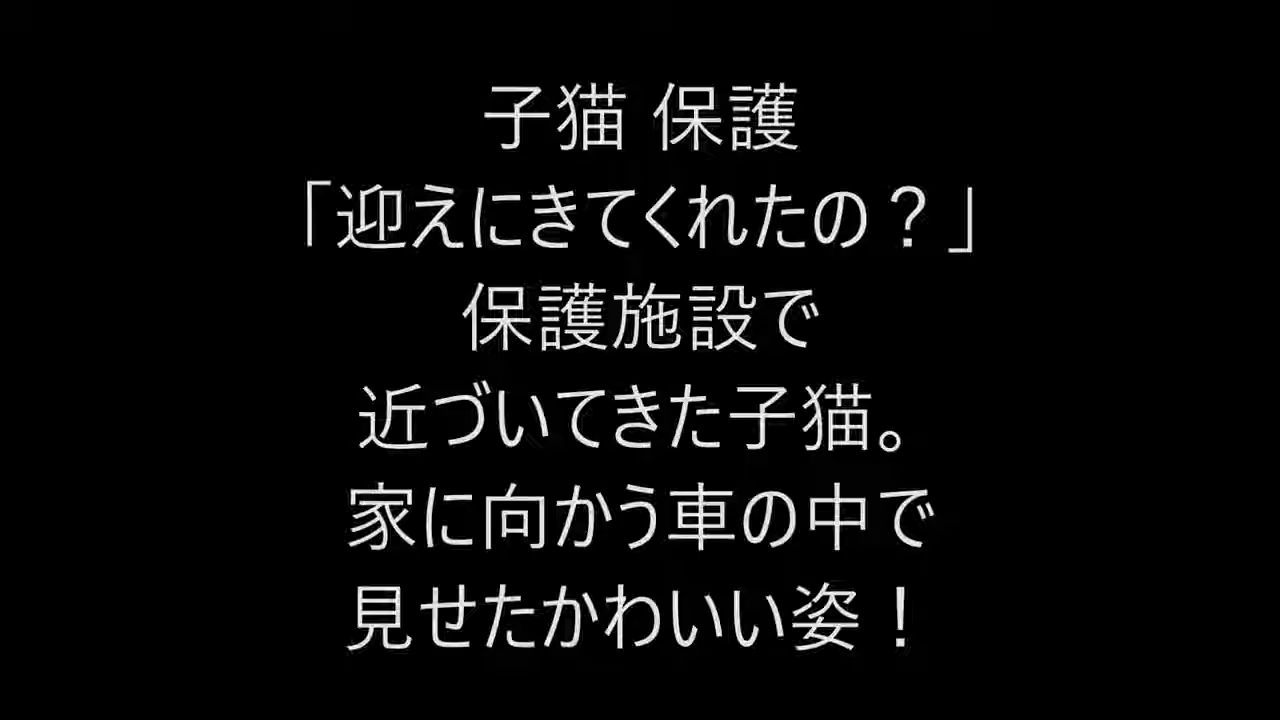 子猫 保護
「迎えにきてくれたの？」
保護施設で
近づいてきた子猫。
家に向かう車の中で
見せたかわいい姿！